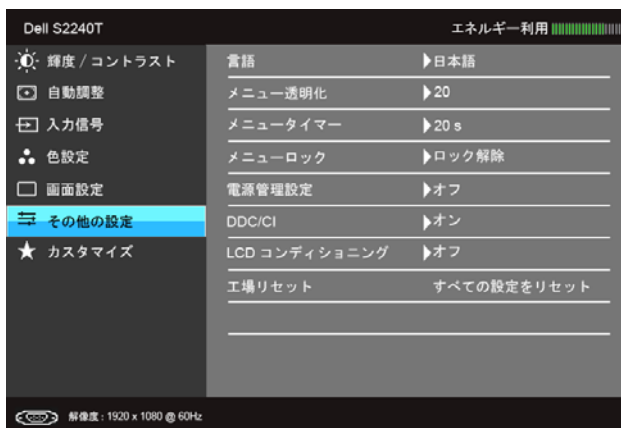 Dell S2240T
エネルギー利用
輝度 / コントラスト
自動調整
入力信号
色設定
画面設定
その他の設定
カスタマイズ
言語 日本語
メニュー透明化 20
メニュータイマー 20 s
メニューロック ロック解除
電源管理設定 オフ
DDC/CI オン
LCD コンディショニング オフ
工場リセット すべての設定をリセット
解像度 : 1920 x 1080 @ 60Hz